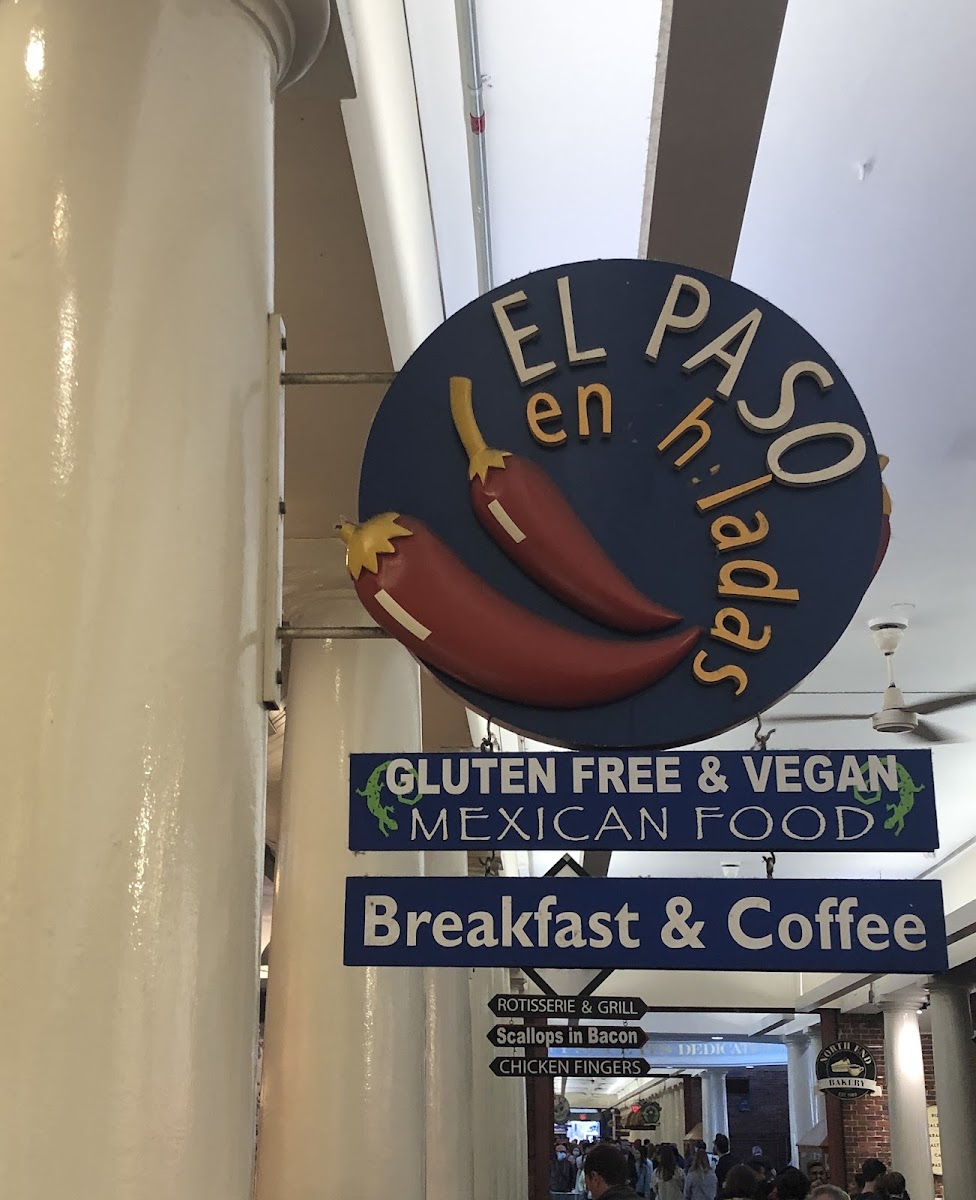 EL PASO
en h:ladas
GLUTEN FREE & VEGAN
MEXICAN FOOD
Breakfast & Coffee
ROTISSERIE & GRILL
Scallops in Bacon
CHICKEN FINGERS
DEDICA
NORTH END
BAKERY